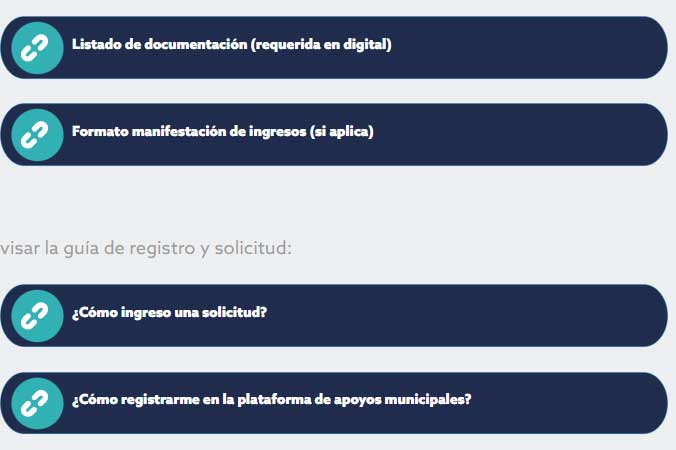 Listado de documentación (requerida en digital)
Formato manifestación de ingresos (si aplica)
visar la guía de registro y solicitud:
¿Cómo ingreso una solicitud?
¿Cómo registrarme en la plataforma de apoyos municipales?